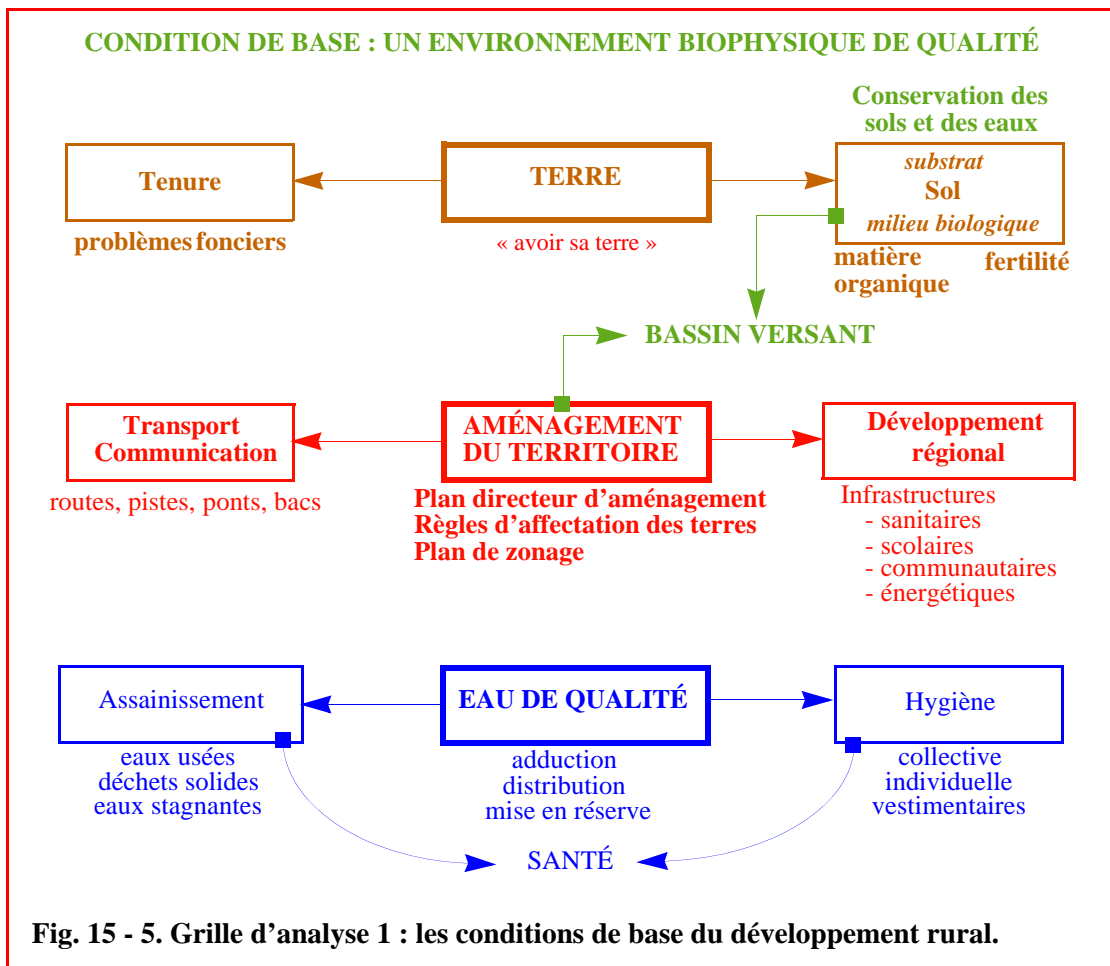 CONDITION DE BASE : UN ENVIRONNEMENT BIOPHYSIQUE DE QUALITÉ
Conservation des
sols et des eaux
Tenure
problèmes fonciers
TERRE
« avoir sa terre »
substrat
Sol
milieu biologique
matière
organique
fertilité
BASSIN VERSANT
Transport
Communication
routes, pistes, ponts, bacs
AMÉNAGEMENT
DU TERRITOIRE
Plan directeur d’aménagement
Règles d’affectation des terres
Plan de zonage
Développement
régional
Infrastructures
- sanitaires
- scolaires
- communautaires
- énergétiques
Assainissement
eaux usées
déchets solides
eaux stagnantes
EAU DE QUALITÉ
adduction
distribution
mise en réserve
Hygiène
collective
individuelle
vestimentaires
SANTÉ
Fig. 15 - 5. Grille d’analyse 1 : les conditions de base du développement rural.